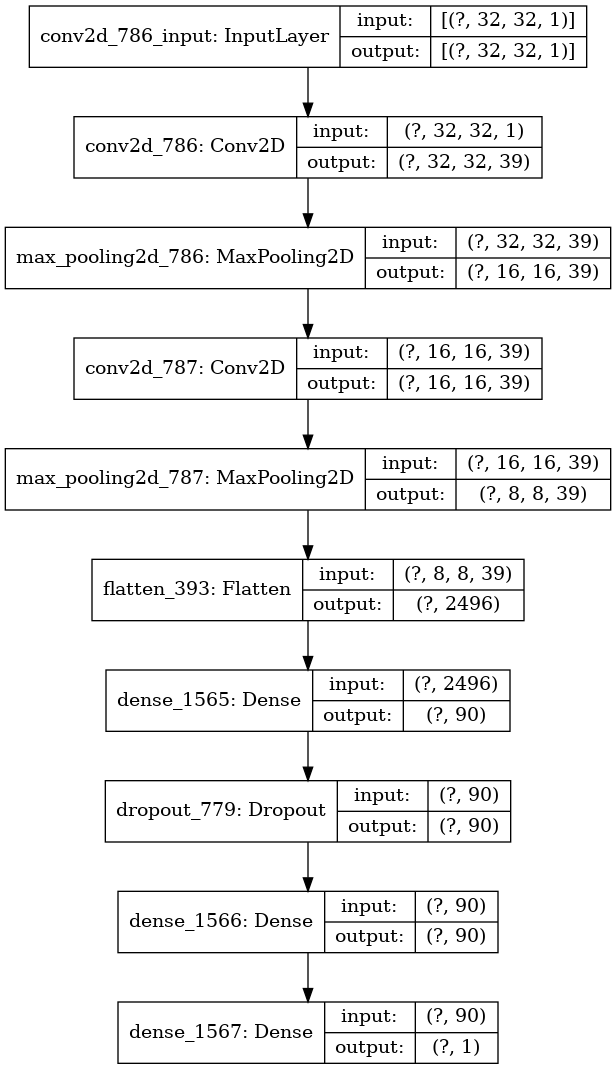 conv2d_786_input: InputLayer
input:
[(?, 32, 32, 1)]
output:
[(?, 32, 32, 1)]
conv2d_786: Conv2D
input:
(?, 32, 32, 1)
output:
(?, 32, 32, 39)
max_pooling2d_786: MaxPooling2D
input:
(?, 32, 32, 39)
output:
(?, 16, 16, 39)
conv2d_787: Conv2D
input:
(?, 16, 16, 39)
output:
(?, 16, 16, 39)
max_pooling2d_787: MaxPooling2D
input:
(?, 16, 16, 39)
output:
(?, 8, 8, 39)
flatten_393: Flatten
input:
(?, 8, 8, 39)
output:
(?, 2496)
dense_1565: Dense
input:
(?, 2496)
output:
(?, 90)
dropout_779: Dropout
input:
(?, 90)
output:
(?, 90)
dense_1566: Dense
input:
(?, 90)
output:
(?, 90)
dense_1567: Dense
input:
(?, 90)
output:
(?, 1)